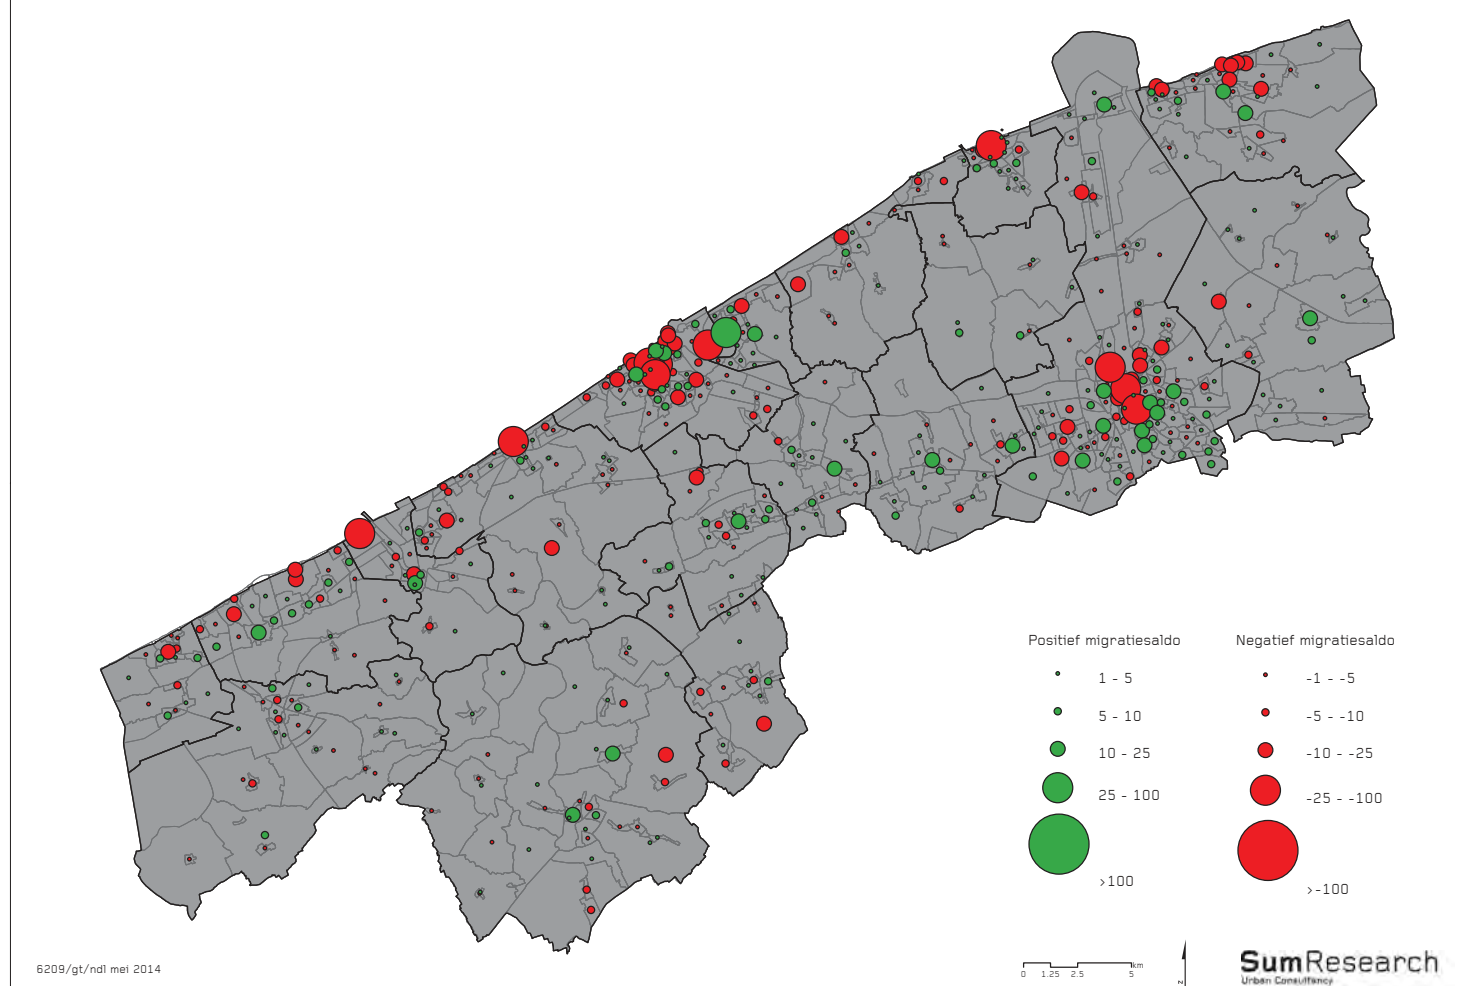 Positief migratiesaldo
1 - 5
5 - 10
10 - 25
25 - 100
>100
Negatief migratiesaldo
-1 - -5
-5 - -10
-10 - -25
-25 - -100
>-100
6209/gt/nd1 mei 2014
0 1.25 2.5 5 km
z
SumResearch
Urban Consultancy